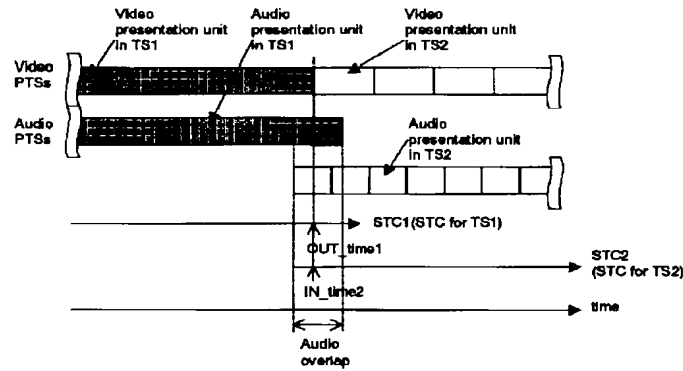 Video
presentation unit
in TS1
Audio
presentation unit
in TS1
Video
presentation unit
in TS2
Video
PTSs
Audio
PTSs
Audio
presentation unit
in TS2
STC1(STC for TS1)
OUT_time1
STC2
(STC for TS2)
IN_time2
time
Audio
overlap